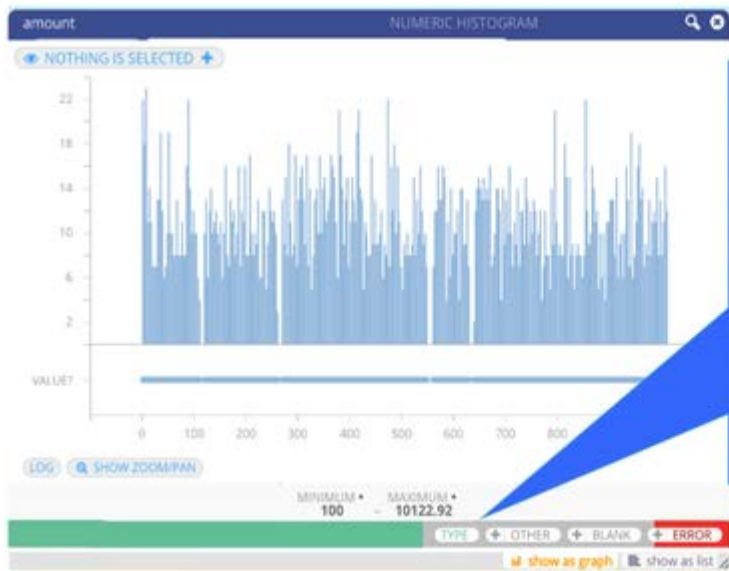 amount NUMERIC HISTOGRAM
NOTHING IS SELECTED +
22
18
14
10
6
2
VALUE?
0 100 200 300 400 500 600 700 800
LOG SHOW ZOOM/PAN
MINIMUM • MAXIMUM •
100 - 10122.92
TYPE + OTHER + BLANK + ERROR
show as graph show as list